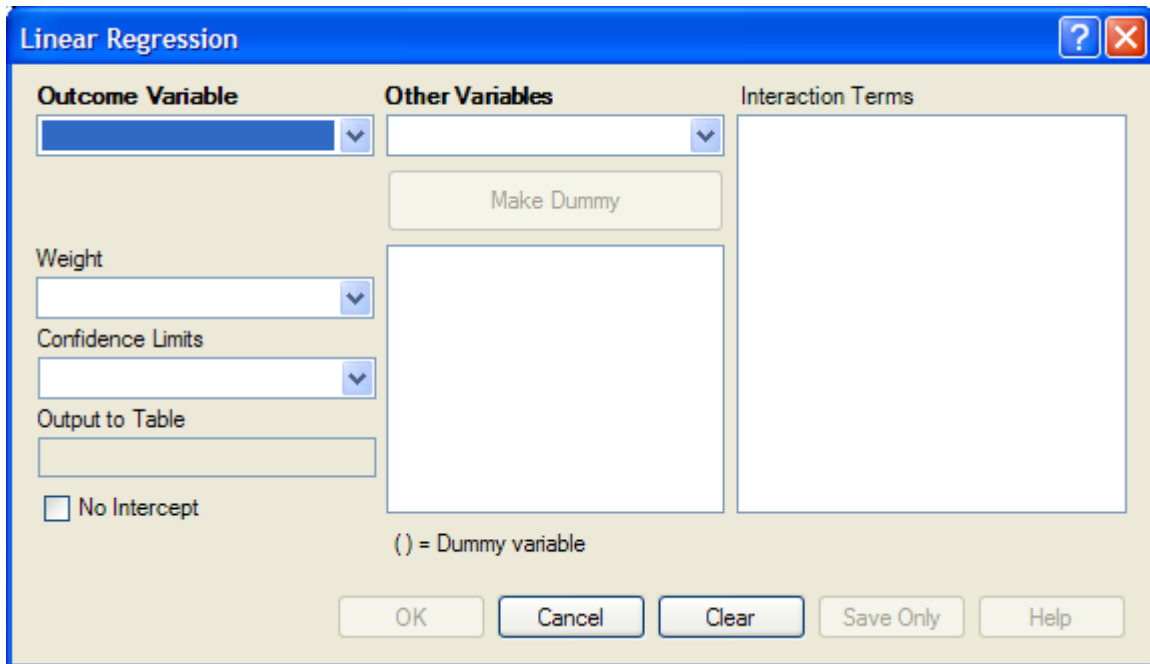 Linear Regression
Outcome Variable
Other Variables
Interaction Terms
Make Dummy
Weight
Confidence Limits
Output to Table
No Intercept
( ) = Dummy variable
OK
Cancel
Clear
Save Only
Help